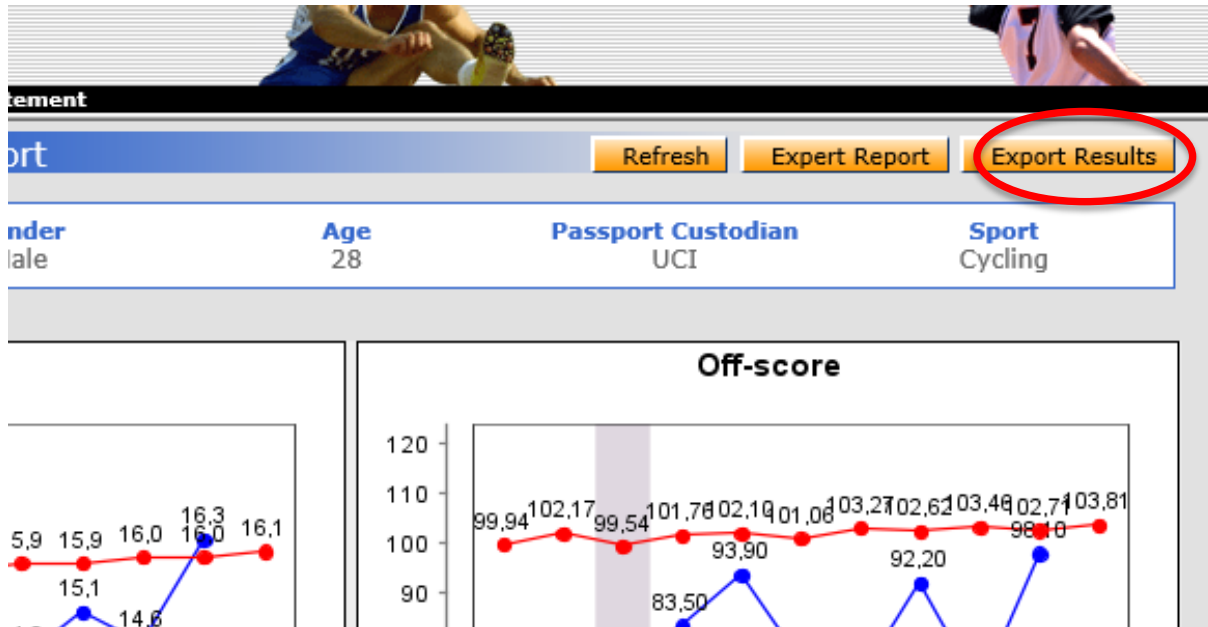 tement
ort
Refresh
Expert Report
Export Results
nder
Age
Passport Custodian
Sport
lale
28
UCI
Cycling
Off-score
120
110
100
90
99,94
102,17
99,54
101,76
102,10
101,06
103,27
102,62
103,46
102,71
103,81
93,90
92,20
98,10
83,50
5,9
15,9
16,0
16,3
16,0
16,1
15,1
14,6